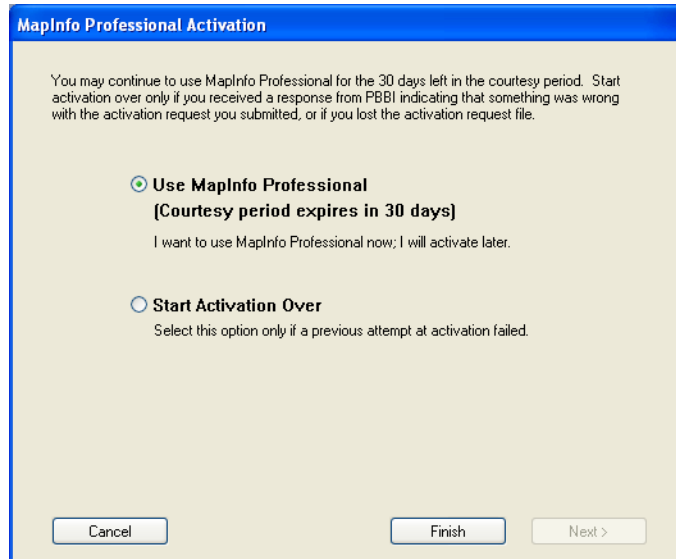 MapInfo Professional Activation
You may continue to use MapInfo Professional for the 30 days left in the courtesy period.  Start
activation over only if you received a response from PBBI indicating that something was wrong
with the activation request you submitted, or if you lost the activation request file.
Use MapInfo Professional
(Courtesy period expires in 30 days)
I want to use MapInfo Professional now; I will activate later.
Start Activation Over
Select this option only if a previous attempt at activation failed.
Cancel
Finish
Next >